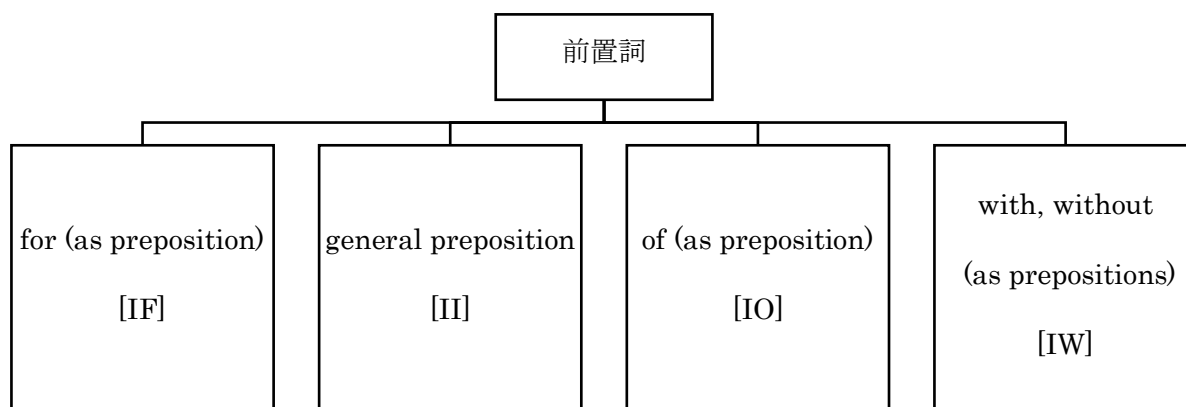 前置詞
for (as preposition)
[IF]
general preposition
[II]
of (as preposition)
[IO]
with, without
(as prepositions)
[IW]